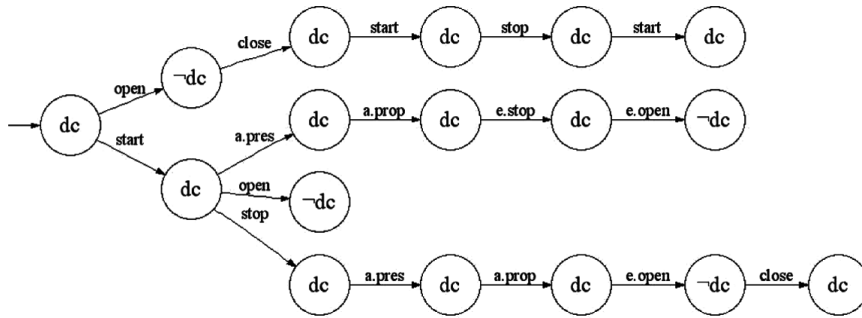 close dc start dc stop dc start dc
open ¬dc
dc
start
a.pres dc a.prop dc e.stop dc e.open ¬dc
dc open ¬dc
stop
dc a.pres dc a.prop dc e.open ¬dc close dc